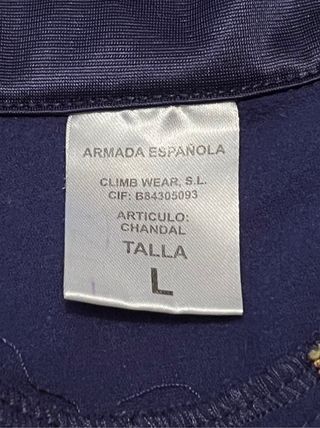 ARMADA ESPAÑOLA
CLIMB WEAR, S.L.
CIF: B84305093
ARTICULO:
CHANDAL
TALLA
L